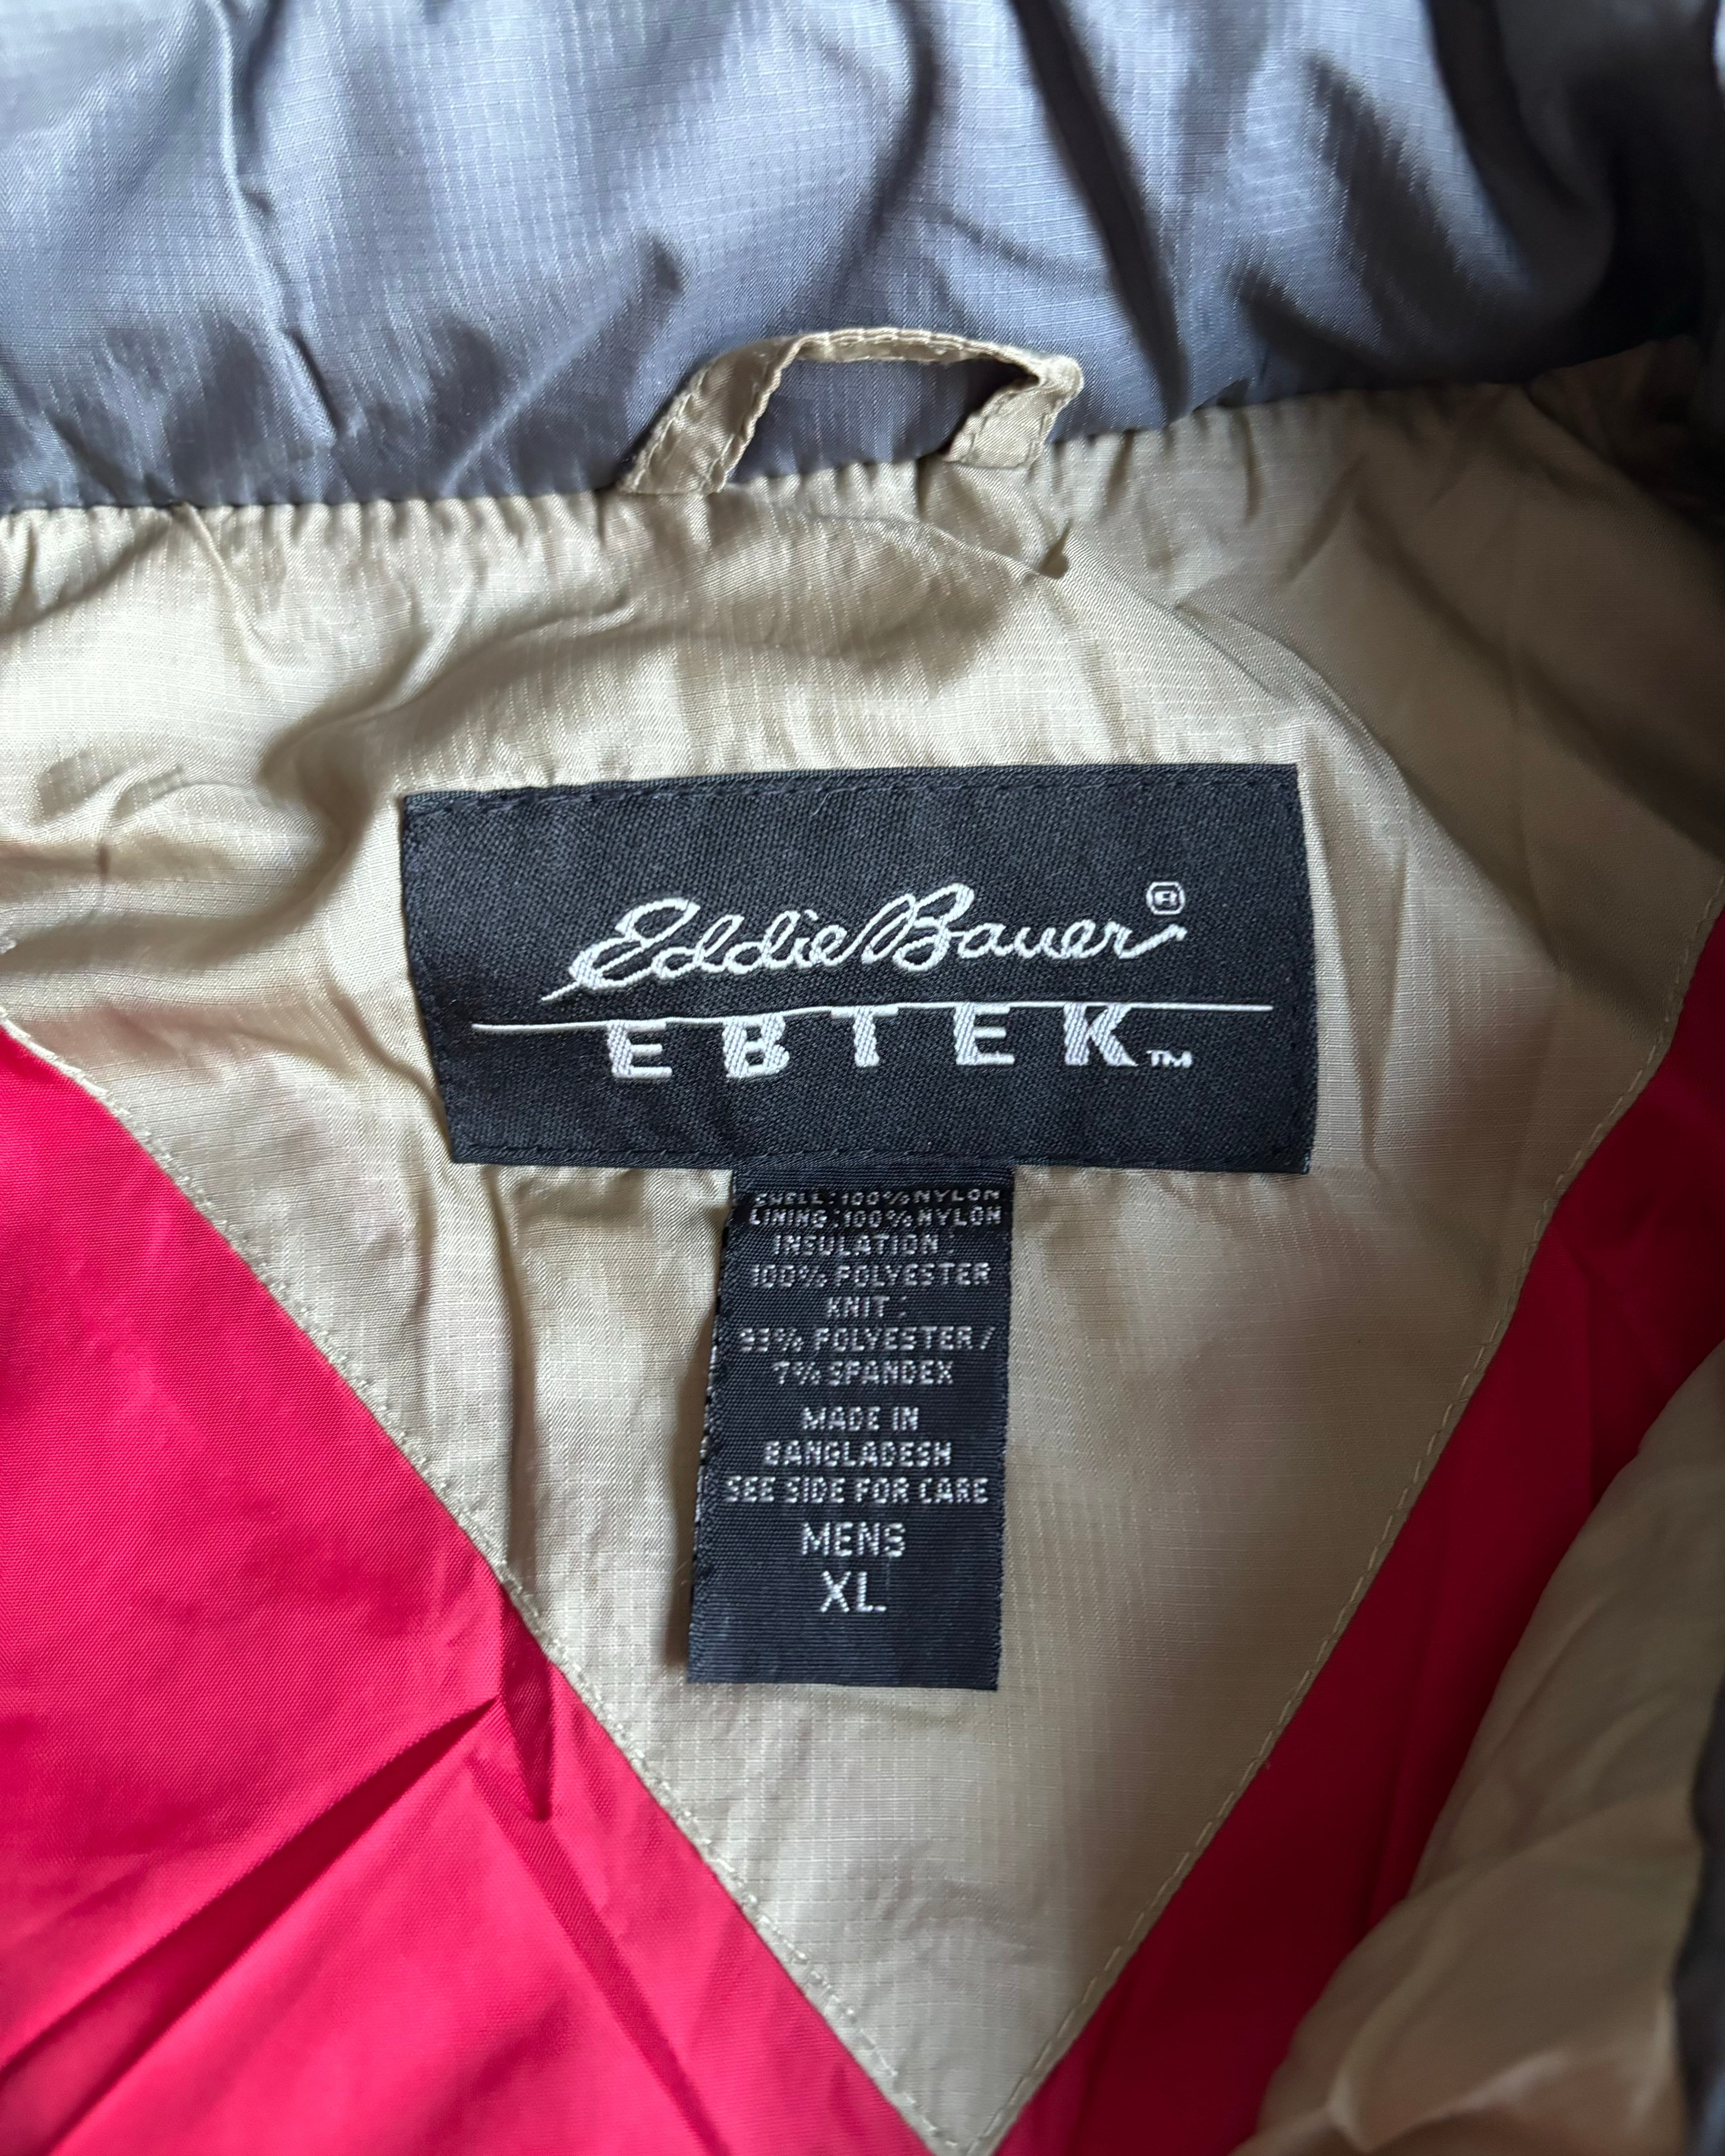 Eddie Bauer®
EBTEK™
SHELL: 100% NYLON
LINING: 100% NYLON
INSULATION:
100% POLYESTER
KNIT:
93% POLYESTER/
7% SPANDEX
MADE IN
BANGLADESH
SEE SIDE FOR CARE
MENS
XL